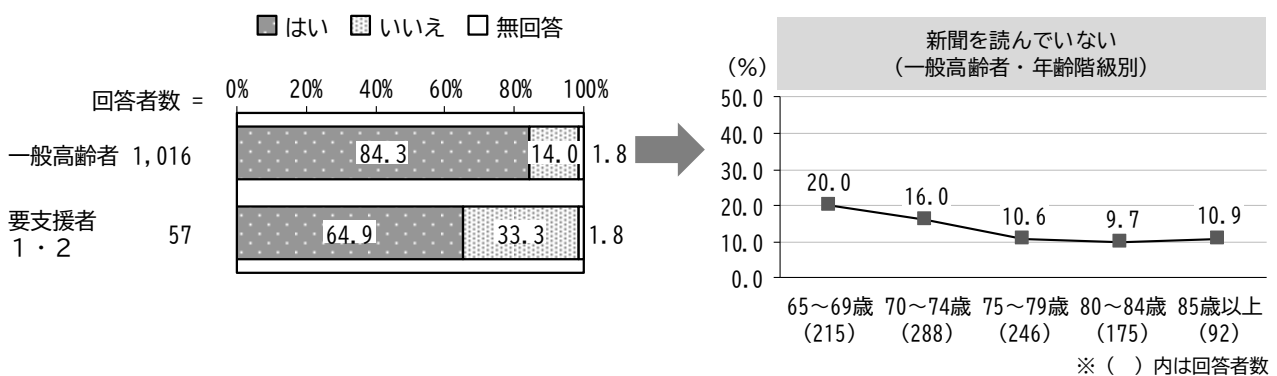 はい いいえ 無回答
回答者数 = 0% 20% 40% 60% 80% 100%
一般高齢者 1,016 84.3 14.0 1.8
要支援者
1・2 57 64.9 33.3 1.8
新聞を読んでいない
(一般高齢者・年齢階級別)
(%)
50.0
40.0
30.0
20.0
10.0
0.0
20.0 16.0 10.6 9.7 10.9
65～69歳 70～74歳 75～79歳 80～84歳 85歳以上
(215) (288) (246) (175) (92)
※ (　) 内は回答者数